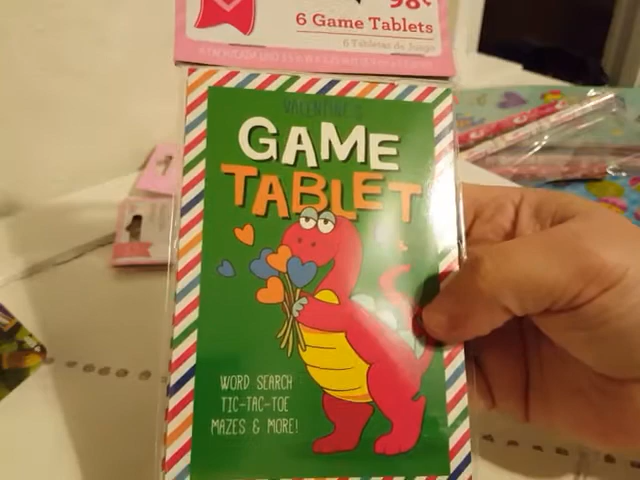 98¢
6 Game Tablets
6 Tabletas de Juego
VALENTINE'S
GAME
TABLET
WORD SEARCH
TIC-TAC-TOE
MAZES & MORE!